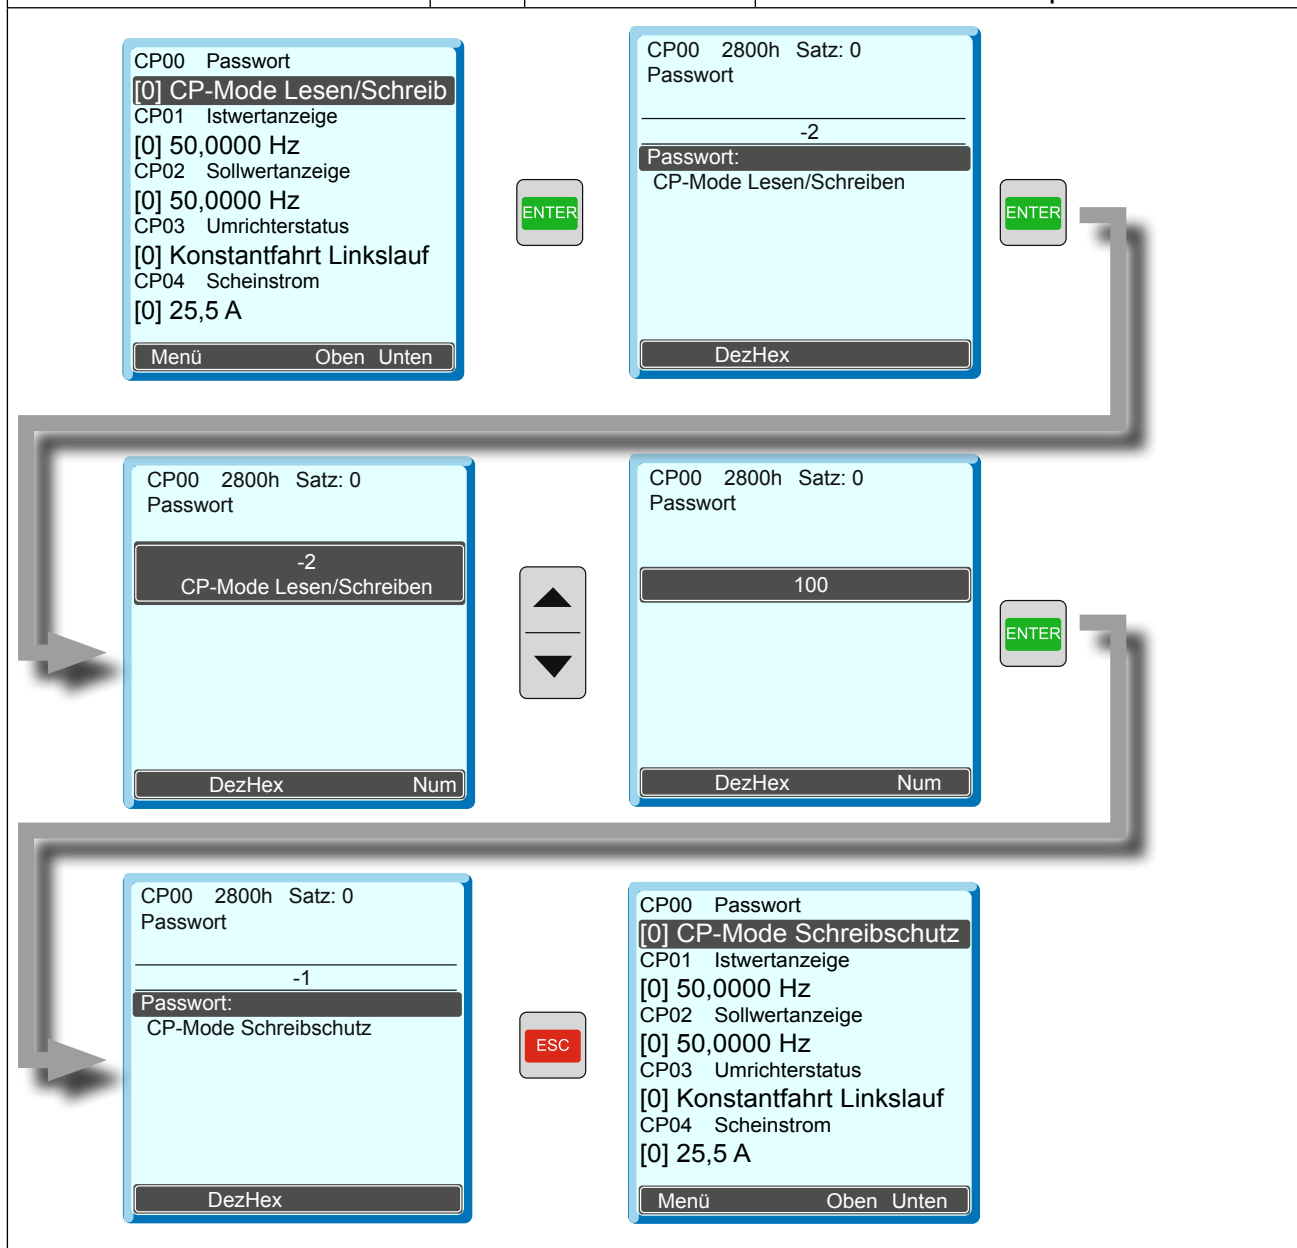 CP00 Passwort
[0] CP-Mode Lesen/Schreib
CP01 Istwertanzeige
[0] 50,0000 Hz
CP02 Sollwertanzeige
[0] 50,0000 Hz
CP03 Umrichterstatus
[0] Konstantfahrt Linkslauf
CP04 Scheinstrom
[0] 25,5 A
Menü Oben Unten
ENTER
CP00 2800h Satz: 0
Passwort
-2
Passwort:
CP-Mode Lesen/Schreiben
DezHex
ENTER
CP00 2800h Satz: 0
Passwort
-2
CP-Mode Lesen/Schreiben
DezHex Num
CP00 2800h Satz: 0
Passwort
100
DezHex Num
ENTER
CP00 2800h Satz: 0
Passwort
-1
Passwort:
CP-Mode Schreibschutz
DezHex
ESC
CP00 Passwort
[0] CP-Mode Schreibschutz
CP01 Istwertanzeige
[0] 50,0000 Hz
CP02 Sollwertanzeige
[0] 50,0000 Hz
CP03 Umrichterstatus
[0] Konstantfahrt Linkslauf
CP04 Scheinstrom
[0] 25,5 A
Menü Oben Unten